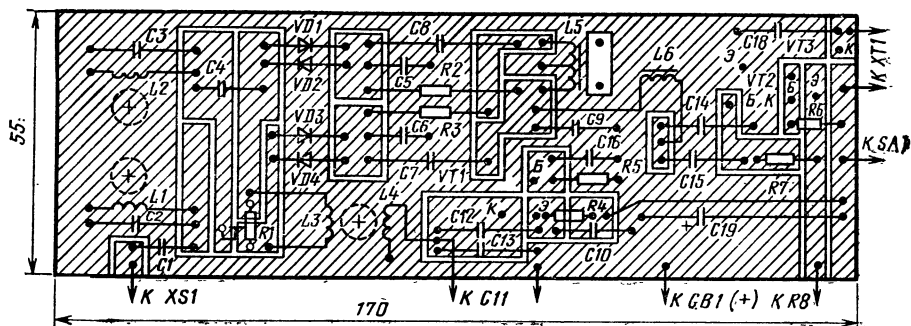 C3
VD1
C8
L5
C18
VT3
К
К XT1
L2
C4
VD2
C5
R2
L6
Э
VT2
Б
Э
55
VD3
R3
C9
C14
Б
К
R6
C6
C16
К SA1
VD4
C7
VT1
Б
R5
C15
R7
L1
C2
L3
L4
C12
К
Э
R4
C1
R1
C13
C10
C19
К XS1
К C11
К GB1 (+)
К R8
170